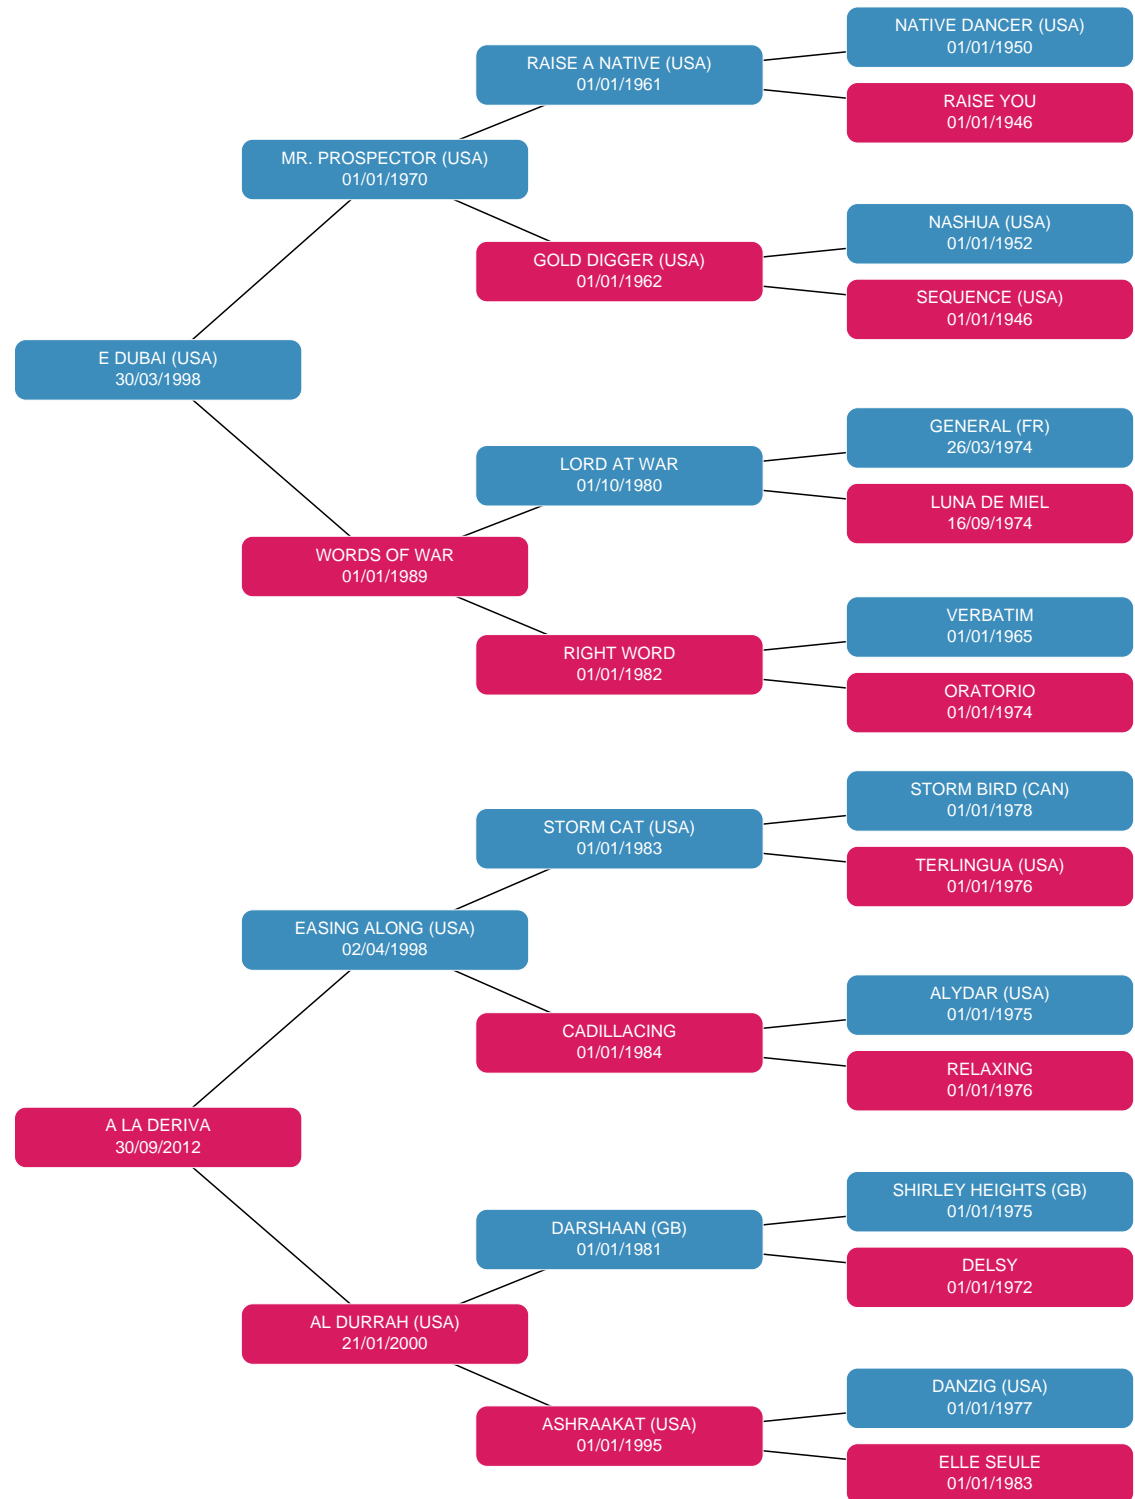 NATIVE DANCER (USA)
01/01/1950
RAISE A NATIVE (USA)
01/01/1961
RAISE YOU
01/01/1946
MR. PROSPECTOR (USA)
01/01/1970
NASHUA (USA)
01/01/1952
GOLD DIGGER (USA)
01/01/1962
SEQUENCE (USA)
01/01/1946
E DUBAI (USA)
30/03/1998
GENERAL (FR)
26/03/1974
LORD AT WAR
01/10/1980
LUNA DE MIEL
16/09/1974
WORDS OF WAR
01/01/1989
VERBATIM
01/01/1965
RIGHT WORD
01/01/1982
ORATORIO
01/01/1974
STORM BIRD (CAN)
01/01/1978
STORM CAT (USA)
01/01/1983
TERLINGUA (USA)
01/01/1976
EASING ALONG (USA)
02/04/1998
ALYDAR (USA)
01/01/1975
CADILLACING
01/01/1984
RELAXING
01/01/1976
A LA DERIVA
30/09/2012
SHIRLEY HEIGHTS (GB)
01/01/1975
DARSHAAN (GB)
01/01/1981
DELSY
01/01/1972
AL DURRAH (USA)
21/01/2000
DANZIG (USA)
01/01/1977
ASHRAAKAT (USA)
01/01/1995
ELLE SEULE
01/01/1983